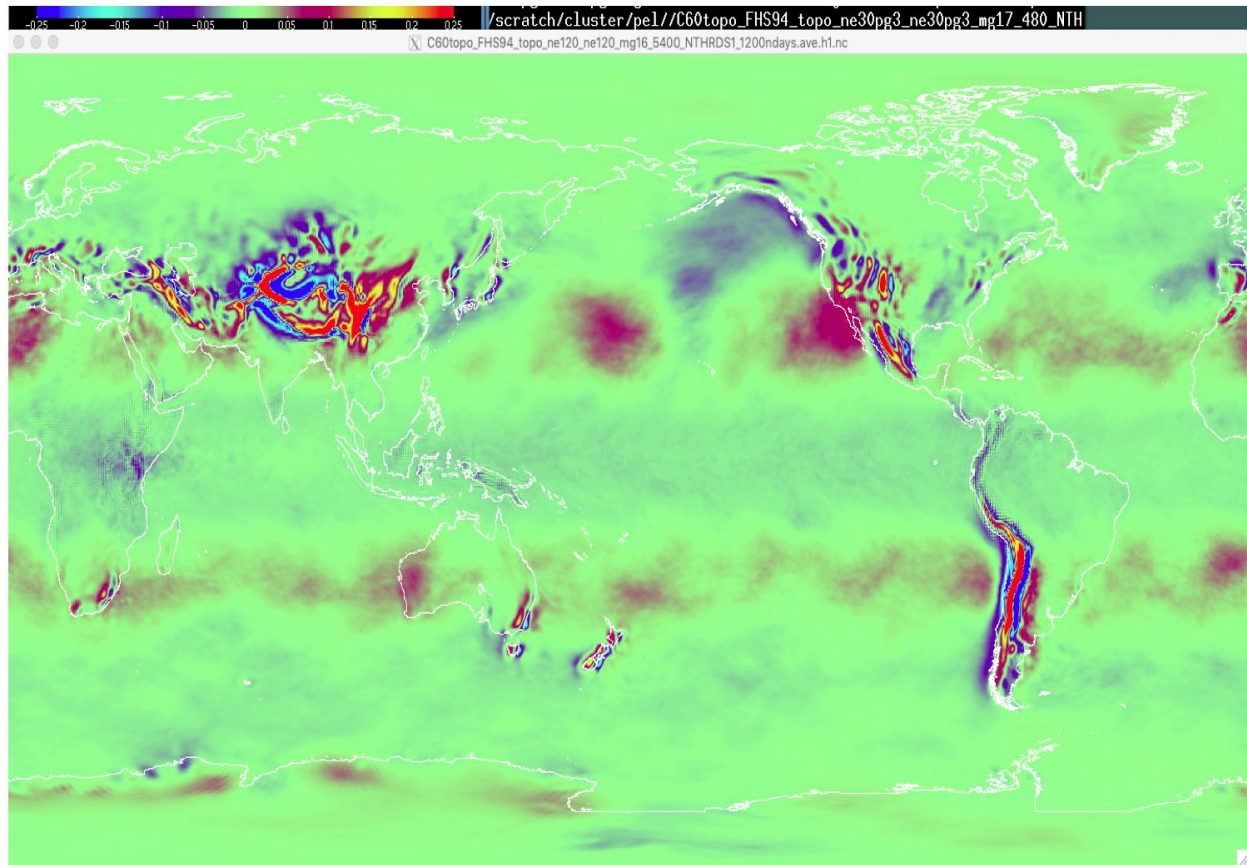 -0.25 -0.2 -0.15 -0.1 -0.05 0 0.05 0.1 0.15 0.2 0.25
/scratch/cluster/pel//C60topo_FHS94_topo_ne30pg3_ne30pg3_mg17_480_NTH
C60topo_FHS94_topo_ne120_ne120_mg16_5400_NTHRDS1_1200ndays.ave.h1.nc